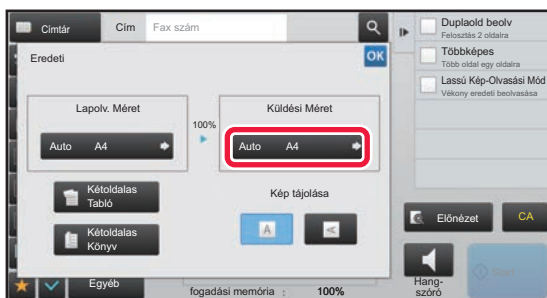 Címtár
Cím
Fax szám
Eredeti
OK
Lapolv. Méret
Auto A4
100%
Küldési Méret
Auto A4
Kétoldalas
Tabló
Kétoldalas
Könyv
Kép tájolása
A
A
Egyéb
fogadási memória : 100%
Duplaold beolv
Felosztás 2 oldalra
Többképes
Több oldal egy oldalra
Lassú Kép-Olvasási Mód
Vékony eredeti beolvasása
Előnézet
CA
Hang-
szóró
Start